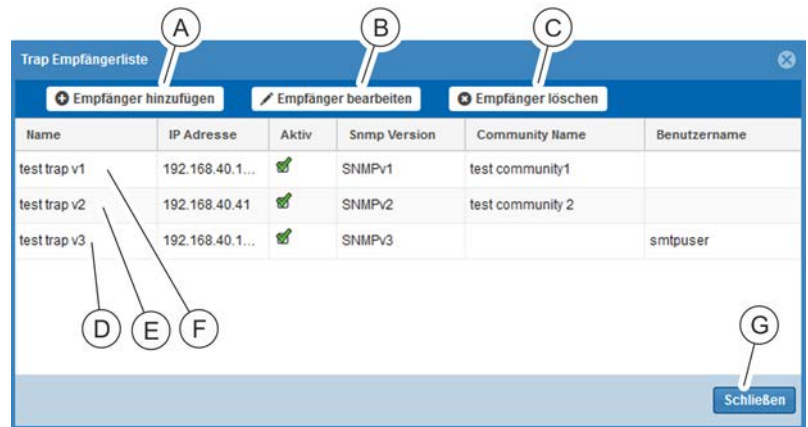 A B C
Trap Empfängerliste
Empfänger hinzufügen Empfänger bearbeiten Empfänger löschen
Name IP Adresse Aktiv Snmp Version Community Name Benutzername
test trap v1 192.168.40.1... SNMPv1 test community1
test trap v2 192.168.40.41 SNMPv2 test community 2
test trap v3 192.168.40.1... SNMPv3 smtpuser
D E F G
Schließen